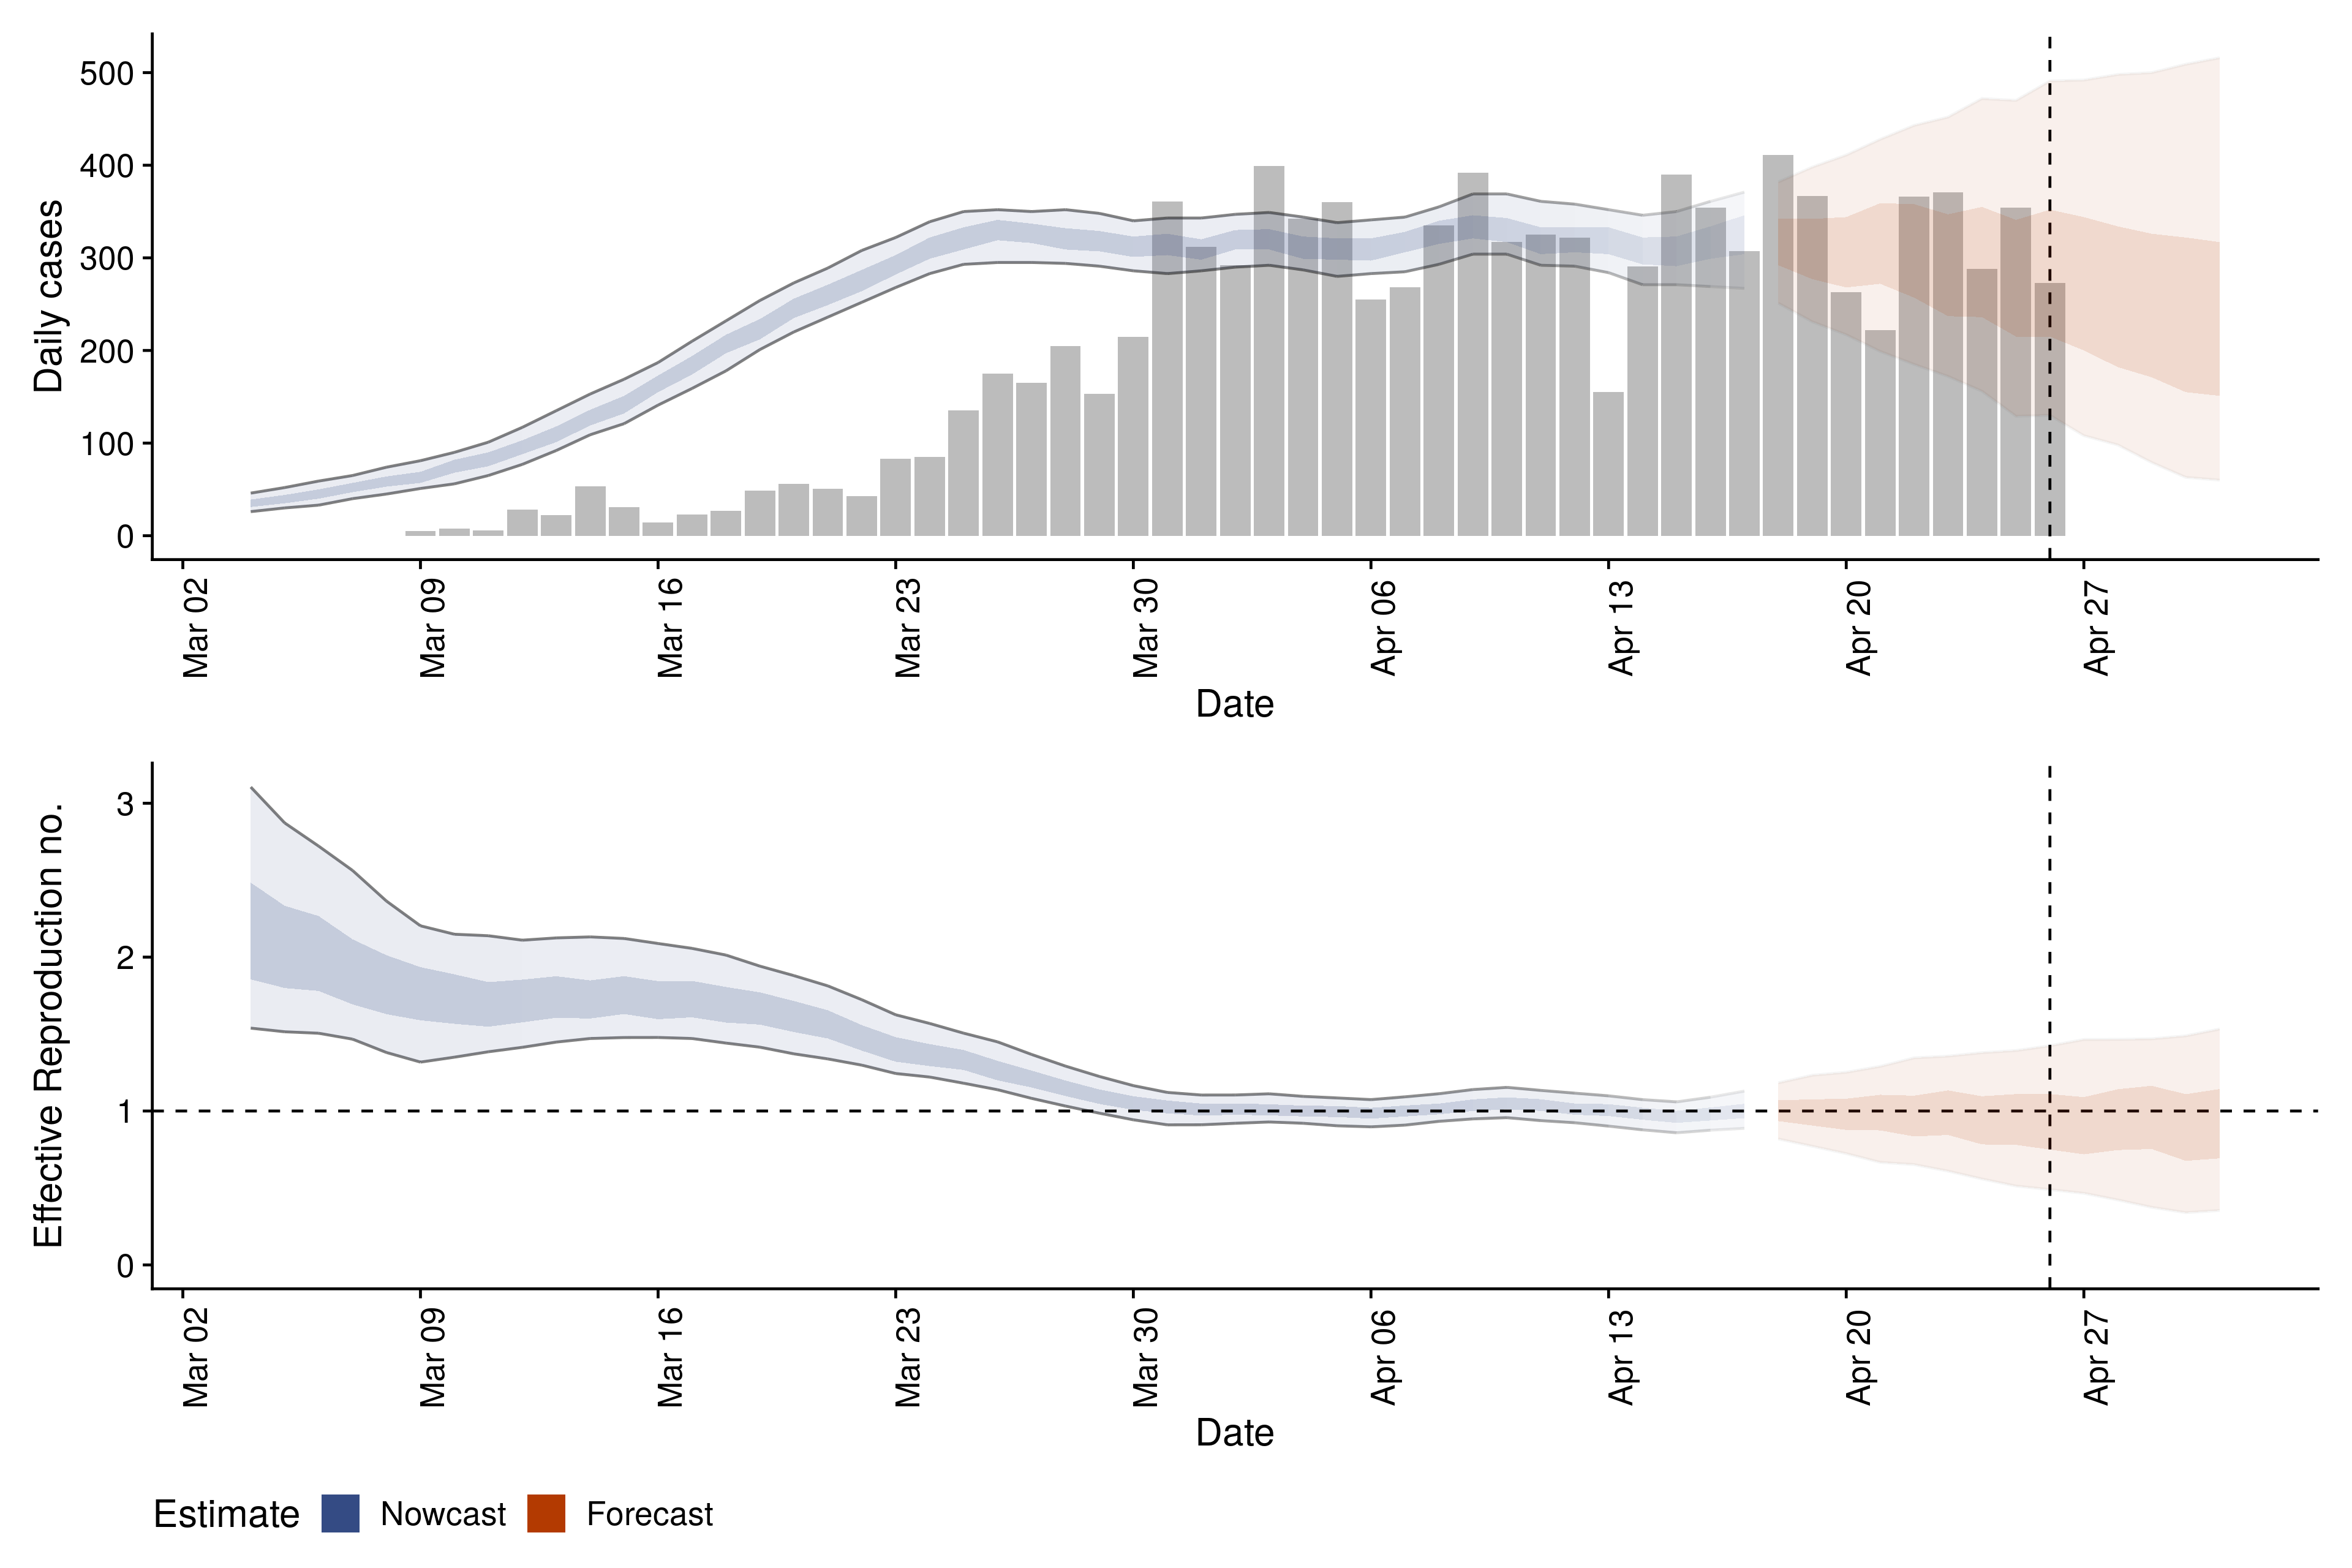 Daily cases
500
400
300
200
100
0
Mar 02
Mar 09
Mar 16
Mar 23
Mar 30
Apr 06
Apr 13
Apr 20
Apr 27
Date
Effective Reproduction no.
3
2
1
0
Mar 02
Mar 09
Mar 16
Mar 23
Mar 30
Apr 06
Apr 13
Apr 20
Apr 27
Date
Estimate Nowcast Forecast